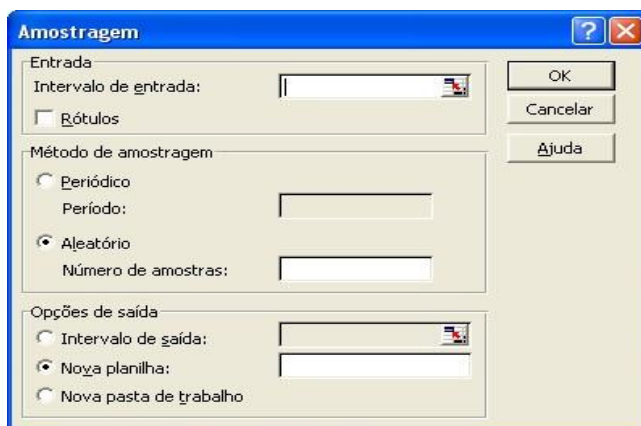 Amostragem
Entrada
Intervalo de entrada:
Rótulos
OK
Cancelar
Ajuda
Método de amostragem
Periódico
Período:
Aleatório
Número de amostras:
Opções de saída
Intervalo de saída:
Nova planilha:
Nova pasta de trabalho